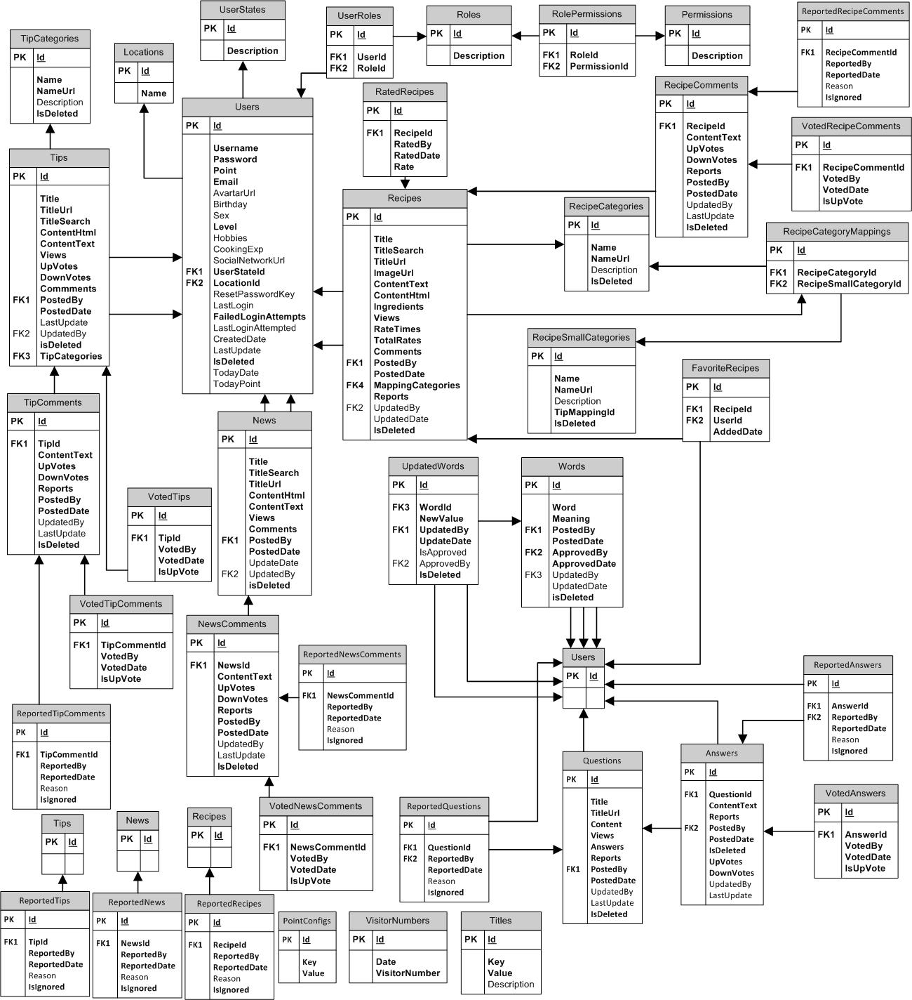 UserStates
PK Id
Description
UserRoles
PK Id
FK1 UserId
FK2 RoleId
Roles
PK Id
Description
RolePermissions
PK Id
FK1 RoleId
FK2 PermissionId
Permissions
PK Id
Description
ReportedRecipeComments
PK Id
FK1 RecipeCommentId
ReportedBy
ReportedDate
Reason
IsIgnored
TipCategories
PK Id
Name
NameUrl
Description
IsDeleted
Locations
PK Id
Name
Users
PK Id
Username
Password
Point
Email
AvartarUrl
Birthday
Sex
Level
Hobbies
CookingExp
SocialNetworkUrl
FK1 UserStateId
FK2 LocationId
ResetPasswordKey
LastLogin
FailedLoginAttempts
LastLoginAttempted
CreatedDate
LastUpdate
IsDeleted
TodayDate
TodayPoint
RatedRecipes
PK Id
FK1 RecipeId
RatedBy
RatedDate
Rate
RecipeComments
PK Id
FK1 RecipeId
ContentText
UpVotes
DownVotes
Reports
PostedBy
PostedDate
UpdatedBy
LastUpdate
IsDeleted
VotedRecipeComments
PK Id
FK1 RecipeCommentId
VotedBy
VotedDate
IsUpVote
Tips
PK Id
Title
TitleUrl
TitleSearch
ContentHtml
ContentText
Views
UpVotes
DownVotes
Commments
FK1 PostedBy
PostedDate
LastUpdate
FK2 UpdatedBy
isDeleted
FK3 TipCategories
Recipes
PK Id
Title
TitleSearch
TitleUrl
ImageUrl
ContentText
ContentHtml
Ingredients
Views
RateTimes
TotalRates
Comments
FK1 PostedBy
PostedDate
FK4 MappingCategories
Reports
FK2 UpdatedBy
UpdatedDate
IsDeleted
RecipeCategories
PK Id
Name
NameUrl
Description
IsDeleted
RecipeCategoryMappings
PK Id
FK1 RecipeCategoryId
FK2 RecipeSmallCategoryId
RecipeSmallCategories
PK Id
Name
NameUrl
Description
TipMappingId
IsDeleted
FavoriteRecipes
PK Id
FK1 RecipeId
FK2 UserId
AddedDate
TipComments
PK Id
FK1 TipId
ContentText
UpVotes
DownVotes
Reports
PostedBy
PostedDate
UpdatedBy
LastUpdate
IsDeleted
News
PK Id
Title
TitleSearch
TitleUrl
ContentHtml
ContentText
Views
Comments
FK1 PostedBy
PostedDate
UpdateDate
FK2 UpdatedBy
isDeleted
VotedTips
PK Id
FK1 TipId
VotedBy
VotedDate
IsUpVote
UpdatedWords
PK Id
FK3 WordId
NewValue
FK1 UpdatedBy
UpdateDate
IsApproved
FK2 ApprovedBy
IsDeleted
Words
PK Id
Word
Meaning
FK1 PostedBy
PostedDate
FK2 ApprovedBy
ApprovedDate
FK3 UpdatedBy
UpdatedDate
isDeleted
VotedTipComments
PK Id
FK1 TipCommentId
VotedBy
VotedDate
IsUpVote
NewsComments
PK Id
FK1 NewsId
ContentText
UpVotes
DownVotes
Reports
PostedBy
PostedDate
UpdatedBy
LastUpdate
IsDeleted
ReportedNewsComments
PK Id
FK1 NewsCommentId
ReportedBy
ReportedDate
Reason
IsIgnored
Users
PK Id
ReportedAnswers
PK Id
FK1 AnswerId
FK2 ReportedBy
ReportedDate
Reason
IsIgnored
ReportedTipComments
PK Id
FK1 TipCommentId
ReportedBy
ReportedDate
Reason
IsIgnored
Questions
PK Id
Title
TitleUrl
Content
Views
Answers
Reports
FK1 PostedBy
PostedDate
UpdatedBy
LastUpdate
IsDeleted
Answers
PK Id
FK1 QuestionId
ContentText
Reports
FK2 PostedBy
PostedDate
IsDeleted
UpVotes
DownVotes
UpdatedBy
LastUpdate
VotedAnswers
PK Id
FK1 AnswerId
VotedBy
VotedDate
IsUpVote
VotedNewsComments
PK Id
FK1 NewsCommentId
VotedBy
VotedDate
IsUpVote
ReportedQuestions
PK Id
FK1 QuestionId
FK2 ReportedBy
ReportedDate
Reason
IsIgnored
Tips
PK Id
News
PK Id
Recipes
PK Id
ReportedTips
PK Id
FK1 TipId
ReportedBy
ReportedDate
Reason
IsIgnored
ReportedNews
PK Id
FK1 NewsId
ReportedBy
ReportedDate
Reason
IsIgnored
ReportedRecipes
PK Id
FK1 RecipeId
ReportedBy
ReportedDate
Reason
IsIgnored
PointConfigs
PK Id
Key
Value
VisitorNumbers
PK Id
Date
VisitorNumber
Titles
PK Id
Key
Value
Description